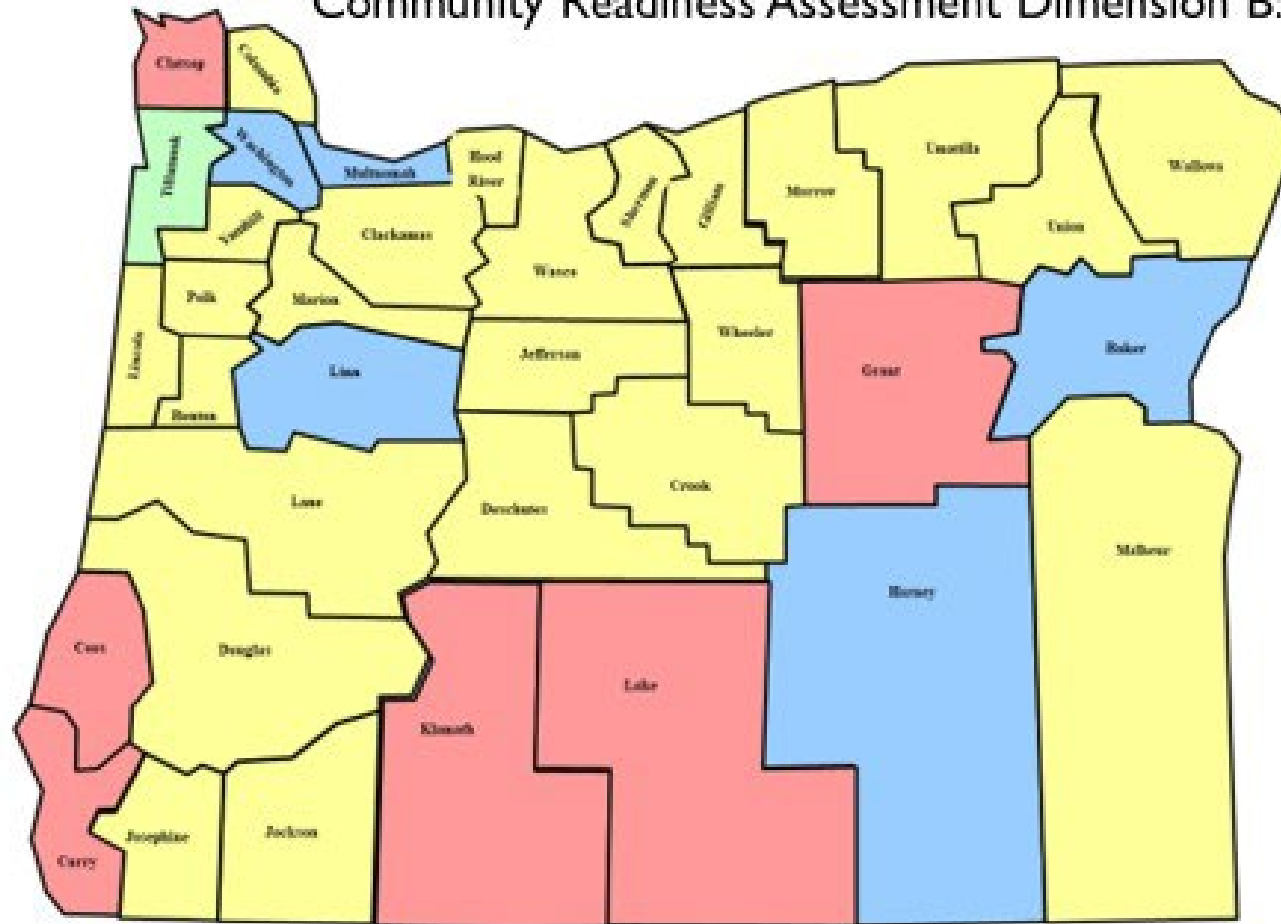 Community Readiness Assessment Dimension B:
Clatsop
Columbia
Tillamook
Washington
Multnomah
Hood
River
Yamhill
Clackamas
Wasco
Sherman
Gilliam
Morrow
Umatilla
Union
Wallowa
Polk
Marion
Lincoln
Benton
Linn
Jefferson
Wheeler
Grant
Baker
Lane
Deschutes
Crook
Harney
Malheur
Coos
Douglas
Klamath
Lake
Curry
Josephine
Jackson